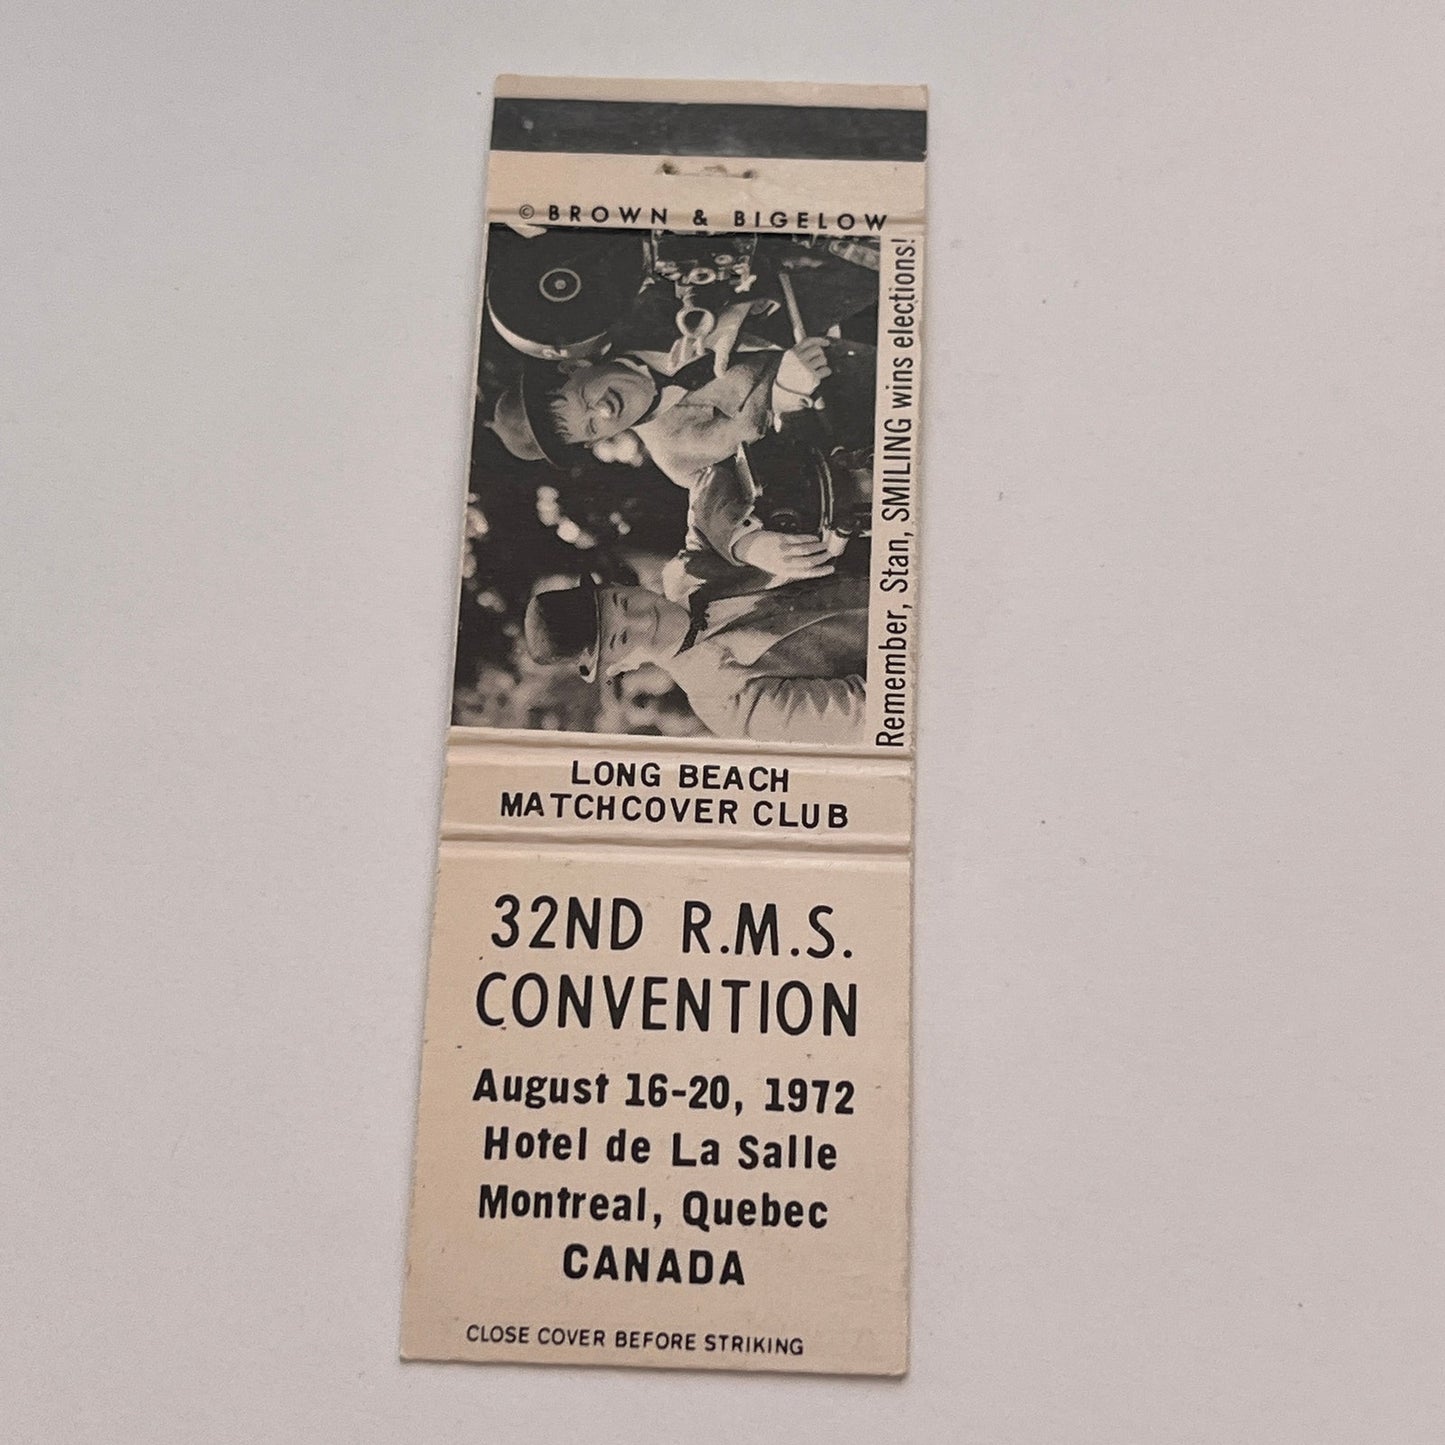 © BROWN & BIGELOW
Remember, Stan, SMILING wins elections!
LONG BEACH
MATCHCOVER CLUB
32ND R.M.S.
CONVENTION
August 16-20, 1972
Hotel de La Salle
Montreal, Quebec
CANADA
CLOSE COVER BEFORE STRIKING